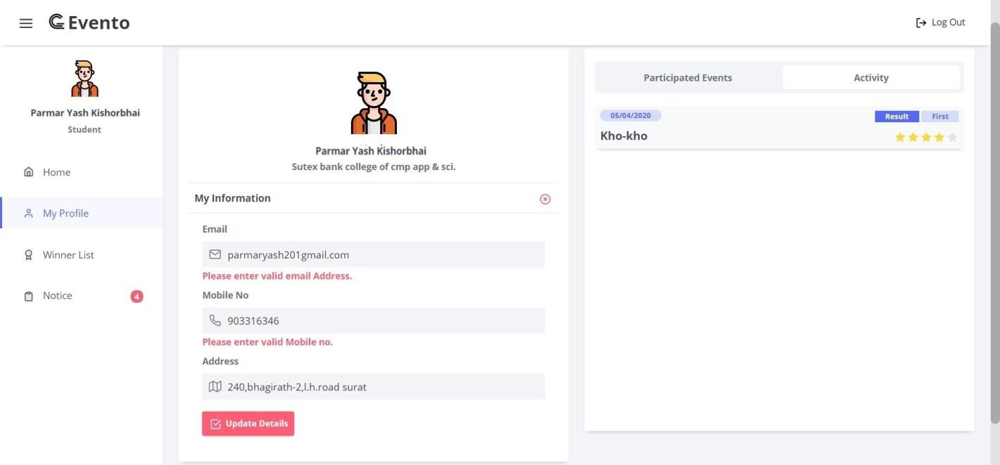 Evento
Log Out
Parmar Yash Kishorbhai
Student
Home
My Profile
Winner List
Notice 4
Parmar Yash Kishorbhai
Sutex bank college of cmp app & sci.
My Information
Email
parmaryash201gmail.com
Please enter valid email Address.
Mobile No
903316346
Please enter valid Mobile no.
Address
240,bhagirath-2,l.h.road surat
Update Details
Participated Events Activity
05/04/2020 Result First
Kho-kho